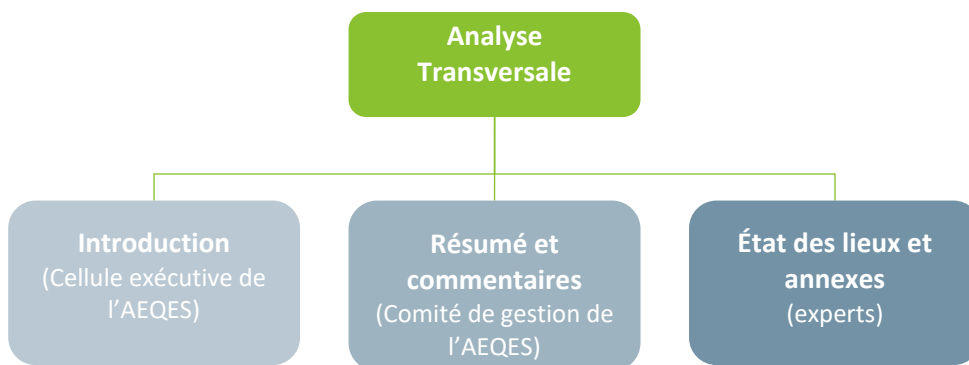 Analyse
Transversale
Introduction
(Cellule exécutive de
l’AEQES)
Résumé et
commentaires
(Comité de gestion de
l’AEQES)
État des lieux et
annexes
(experts)